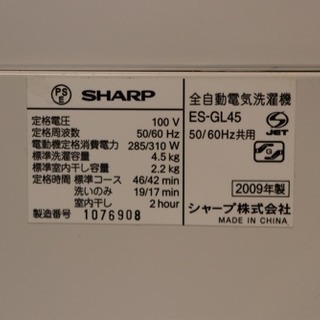 PS E SHARP
定格電圧 100 V
定格周波数 50/60 Hz
電動機定格消費電力 285/310 W
標準洗濯容量 4.5 kg
標準室内干し容量 2.2 kg
定格時間 標準コース 46/42 min
洗いのみ 19/17 min
室内干し 2 hour
製造番号 1076908
全自動電気洗濯機
ES-GL45
50/60Hz共用
JET
2009年製
シャープ株式会社
MADE IN CHINA